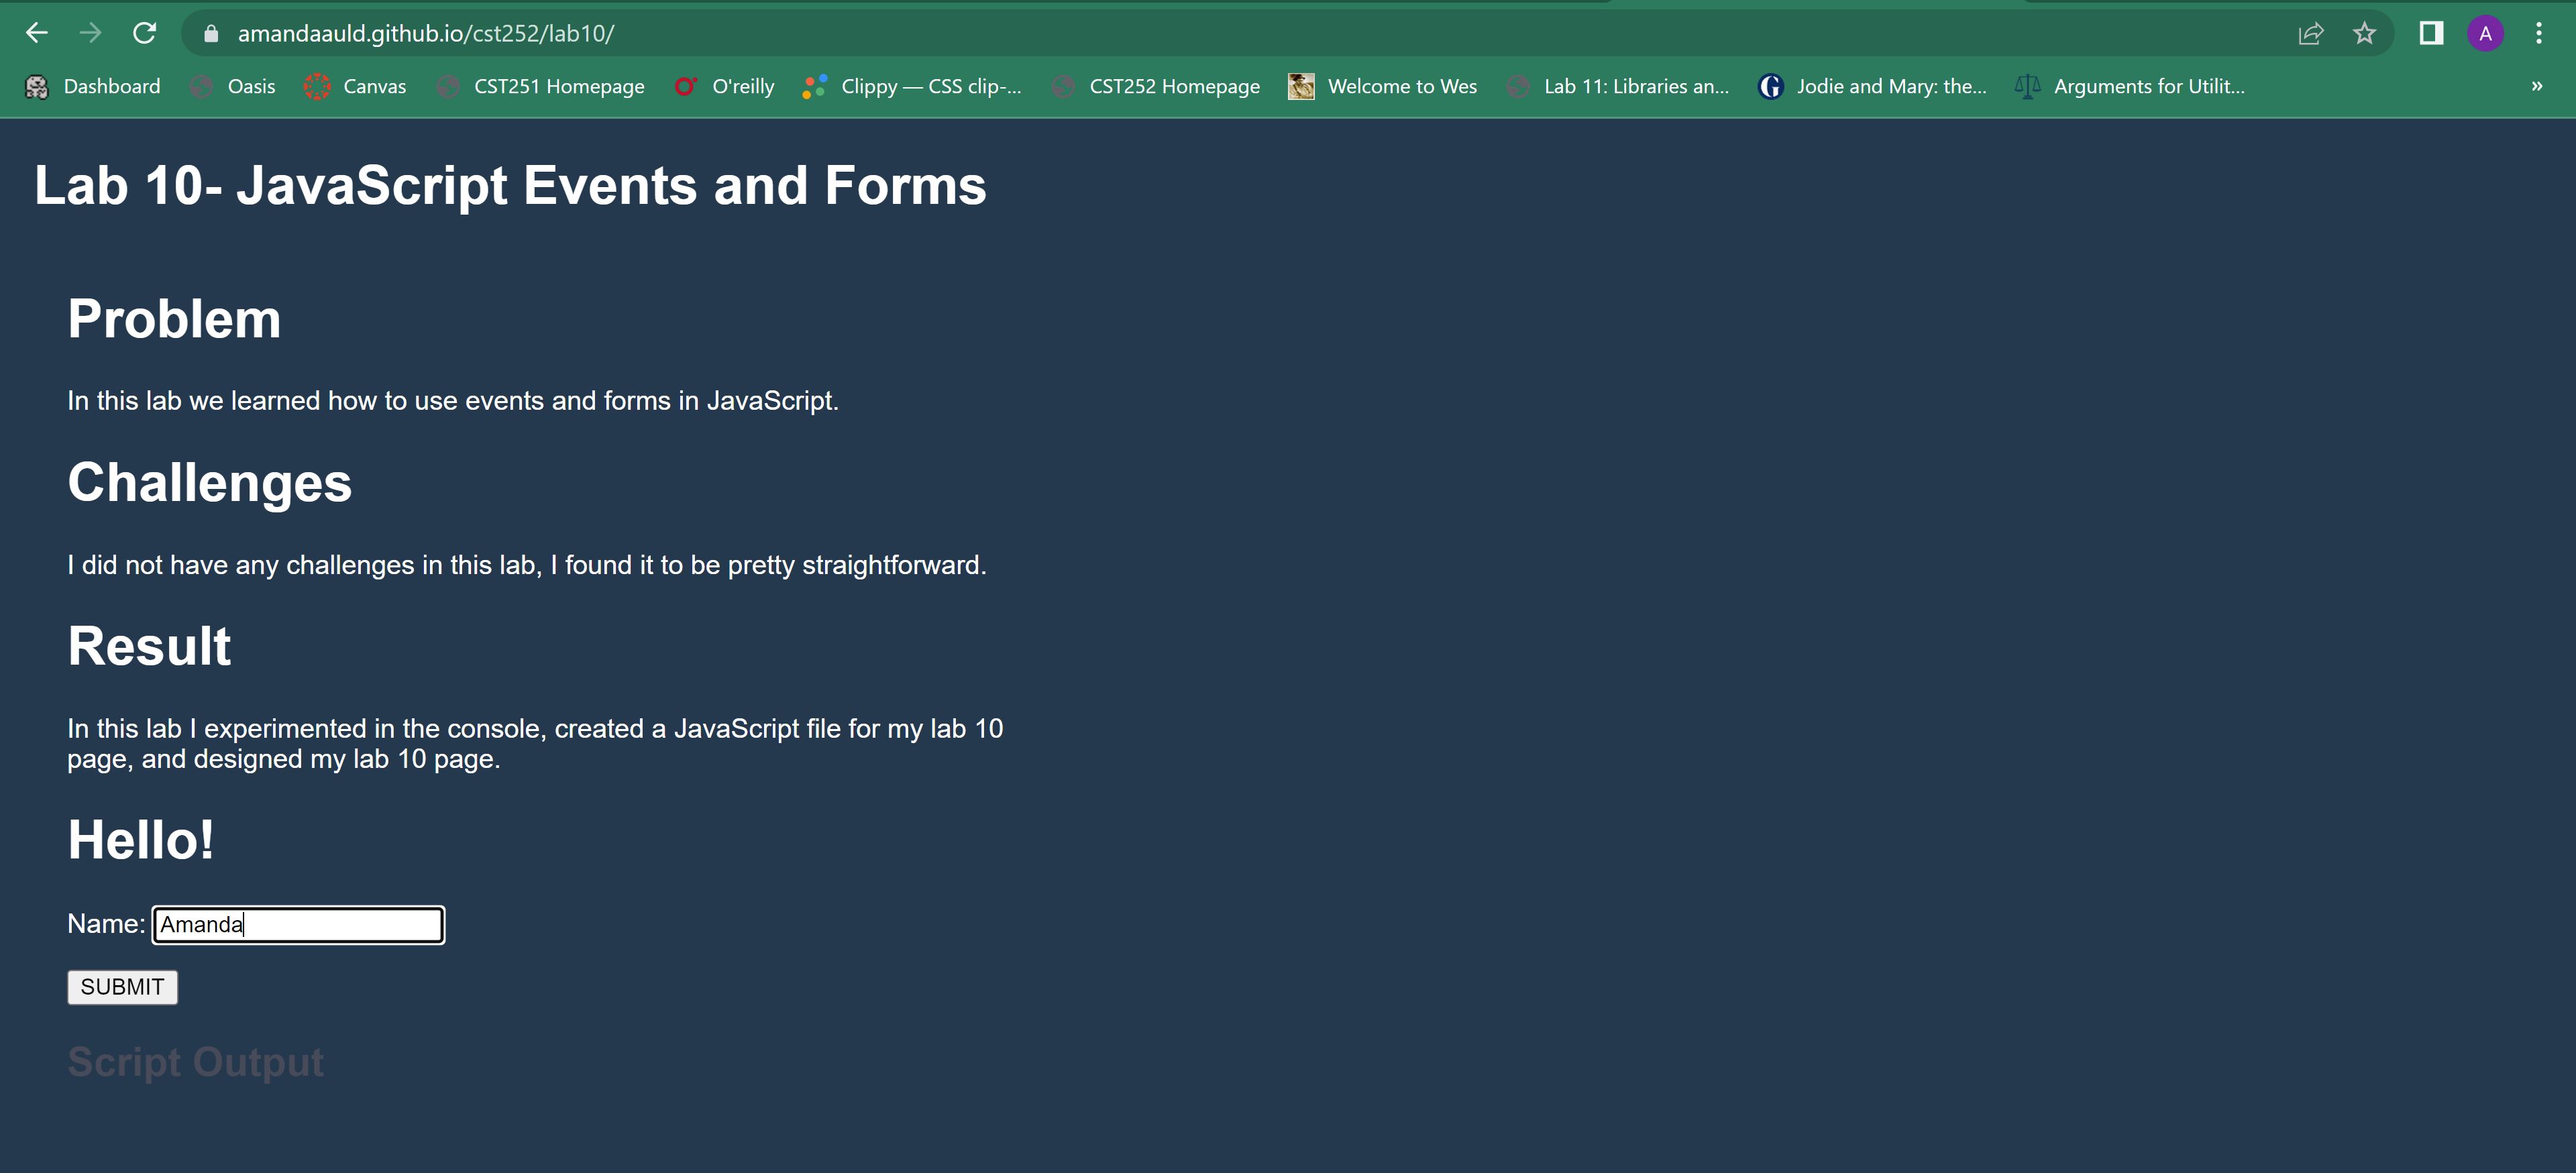 amandaauld.github.io/cst252/lab10/
A
Dashboard Oasis Canvas CST251 Homepage O'reilly Clippy — CSS clip-... CST252 Homepage Welcome to Wes Lab 11: Libraries an... Jodie and Mary: the... Arguments for Utilit... »
Lab 10- JavaScript Events and Forms
Problem
In this lab we learned how to use events and forms in JavaScript.
Challenges
I did not have any challenges in this lab, I found it to be pretty straightforward.
Result
In this lab I experimented in the console, created a JavaScript file for my lab 10
page, and designed my lab 10 page.
Hello!
Name: Amanda
SUBMIT
Script Output